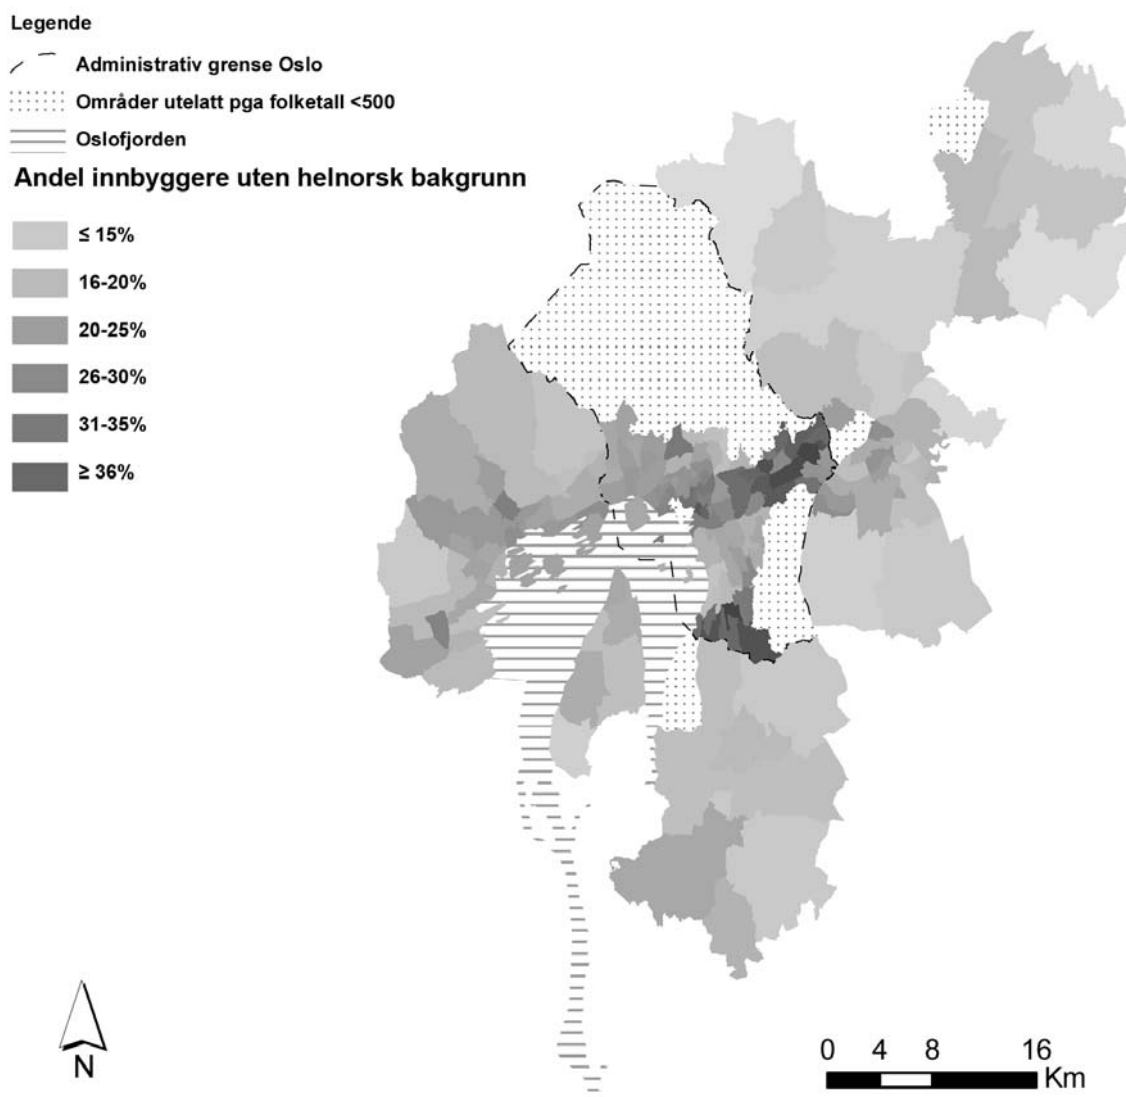 Legende
Administrativ grense Oslo
Områder utelatt pga folketall <500
Oslofjorden
Andel innbyggere uten helnorsk bakgrunn
≤ 15%
16-20%
20-25%
26-30%
31-35%
≥ 36%
N
0 4 8 16
Km